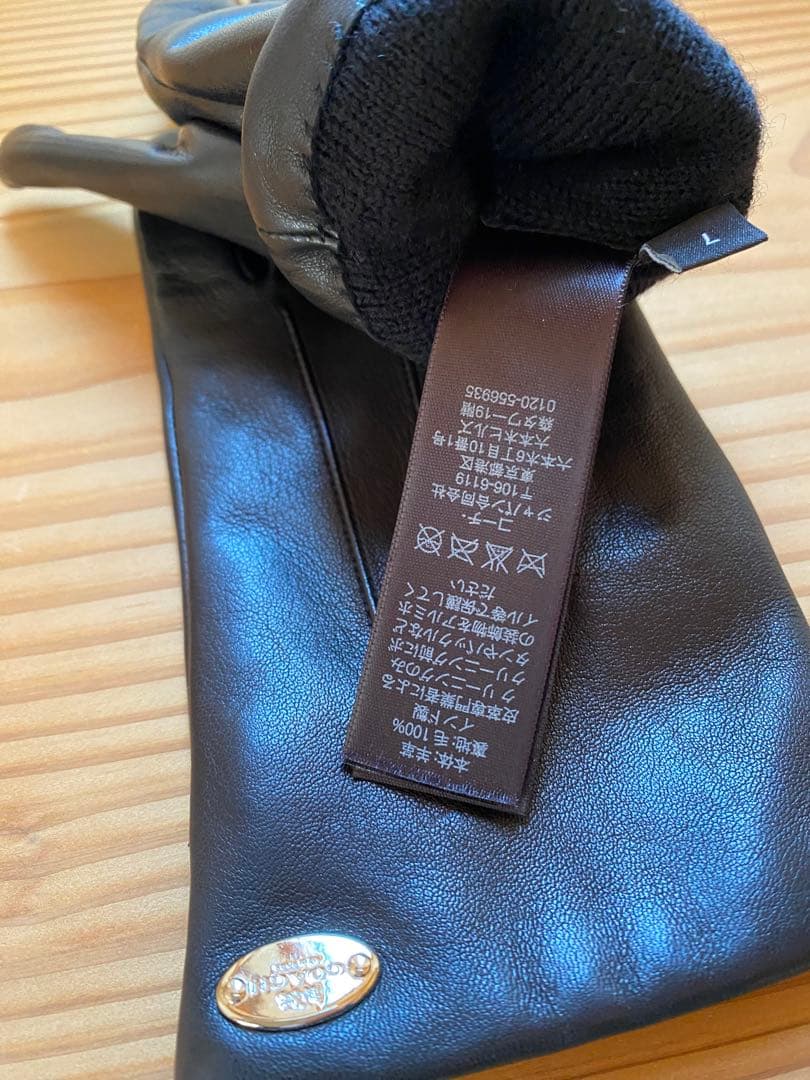 本体:羊革
裏地:毛100%
インド製
皮革専門業者による
クリーニングのみ
クリーニング前にボ
タンやバックルなど
の装飾物をアルミホ
イル等で保護してく
ださい
コーチ・
ジャパン合同会社
〒106-6119
東京都港区
六本木6丁目10番1号
六本木ヒルズ
森タワー19階
0120-556935
COACH